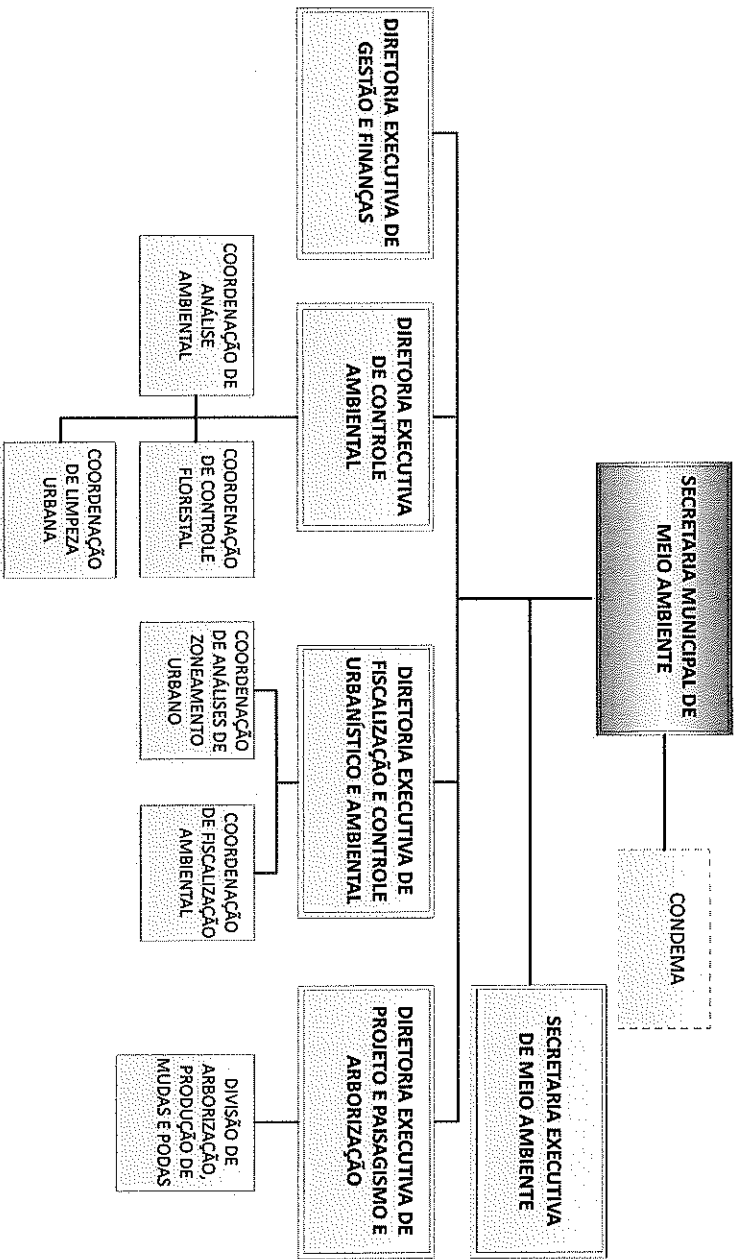 SECRETARIA MUNICIPAL DE
MEIO AMBIENTE
CONDEMA
SECRETARIA EXECUTIVA
DE MEIO AMBIENTE
DIRETORIA EXECUTIVA DE
GESTÃO E FINANÇAS
DIRETORIA EXECUTIVA
DE CONTROLE
AMBIENTAL
DIRETORIA EXECUTIVA DE
FISCALIZAÇÃO E CONTROLE
URBANÍSTICO E AMBIENTAL
DIRETORIA EXECUTIVA DE
PROJETO E PAISAGISMO E
ARBORIZAÇÃO
COORDENAÇÃO DE
ANÁLISE
AMBIENTAL
COORDENAÇÃO
DE CONTROLE
FLORESTAL
COORDENAÇÃO
DE LIMPEZA
URBANA
COORDENAÇÃO
DE ANÁLISES DE
ZONEAMENTO
URBANO
COORDENAÇÃO
DE FISCALIZAÇÃO
AMBIENTAL
DIVISÃO DE
ARBORIZAÇÃO,
PRODUÇÃO DE
MUDAS E PODAS